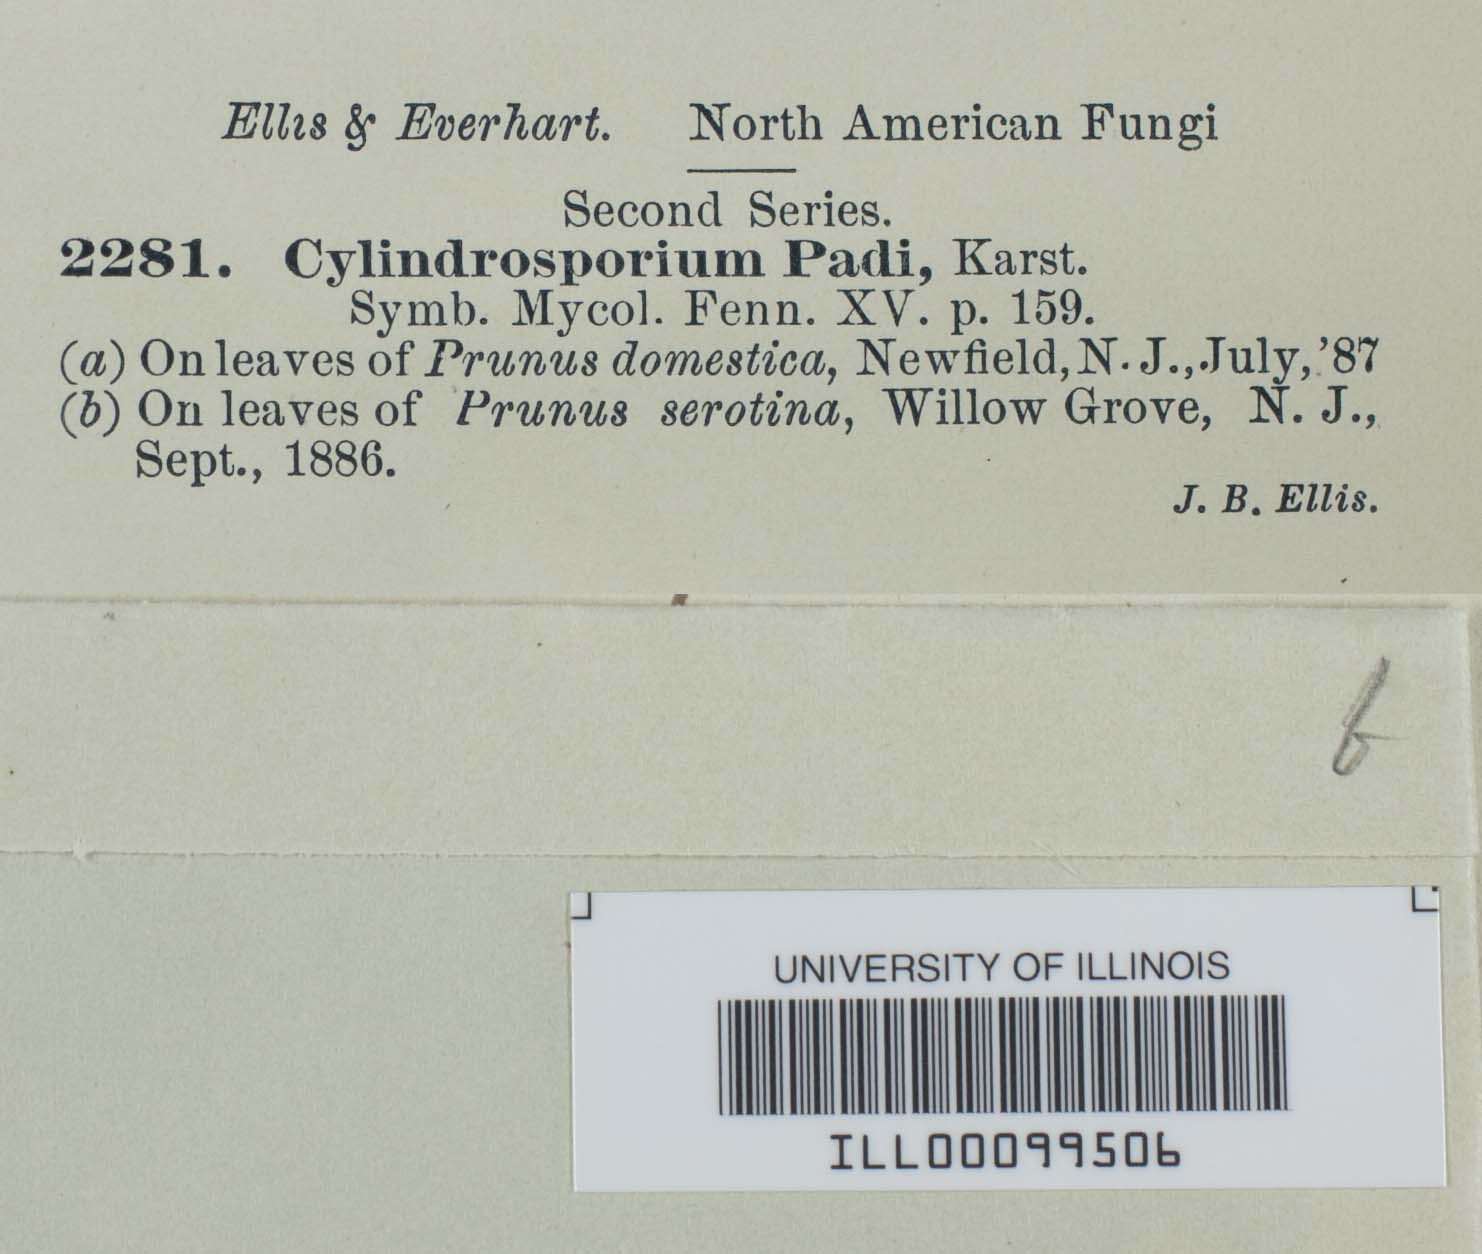 Ellis & Everhart. North American Fungi
Second Series.
2281. Cylindrosporium Padi, Karst.
Symb. Mycol. Fenn. XV. p. 159.
(a) On leaves of Prunus domestica, Newfield, N. J., July, '87
(b) On leaves of Prunus serotina, Willow Grove, N. J.,
Sept., 1886.
J. B. Ellis.
b
UNIVERSITY OF ILLINOIS
ILL00099506